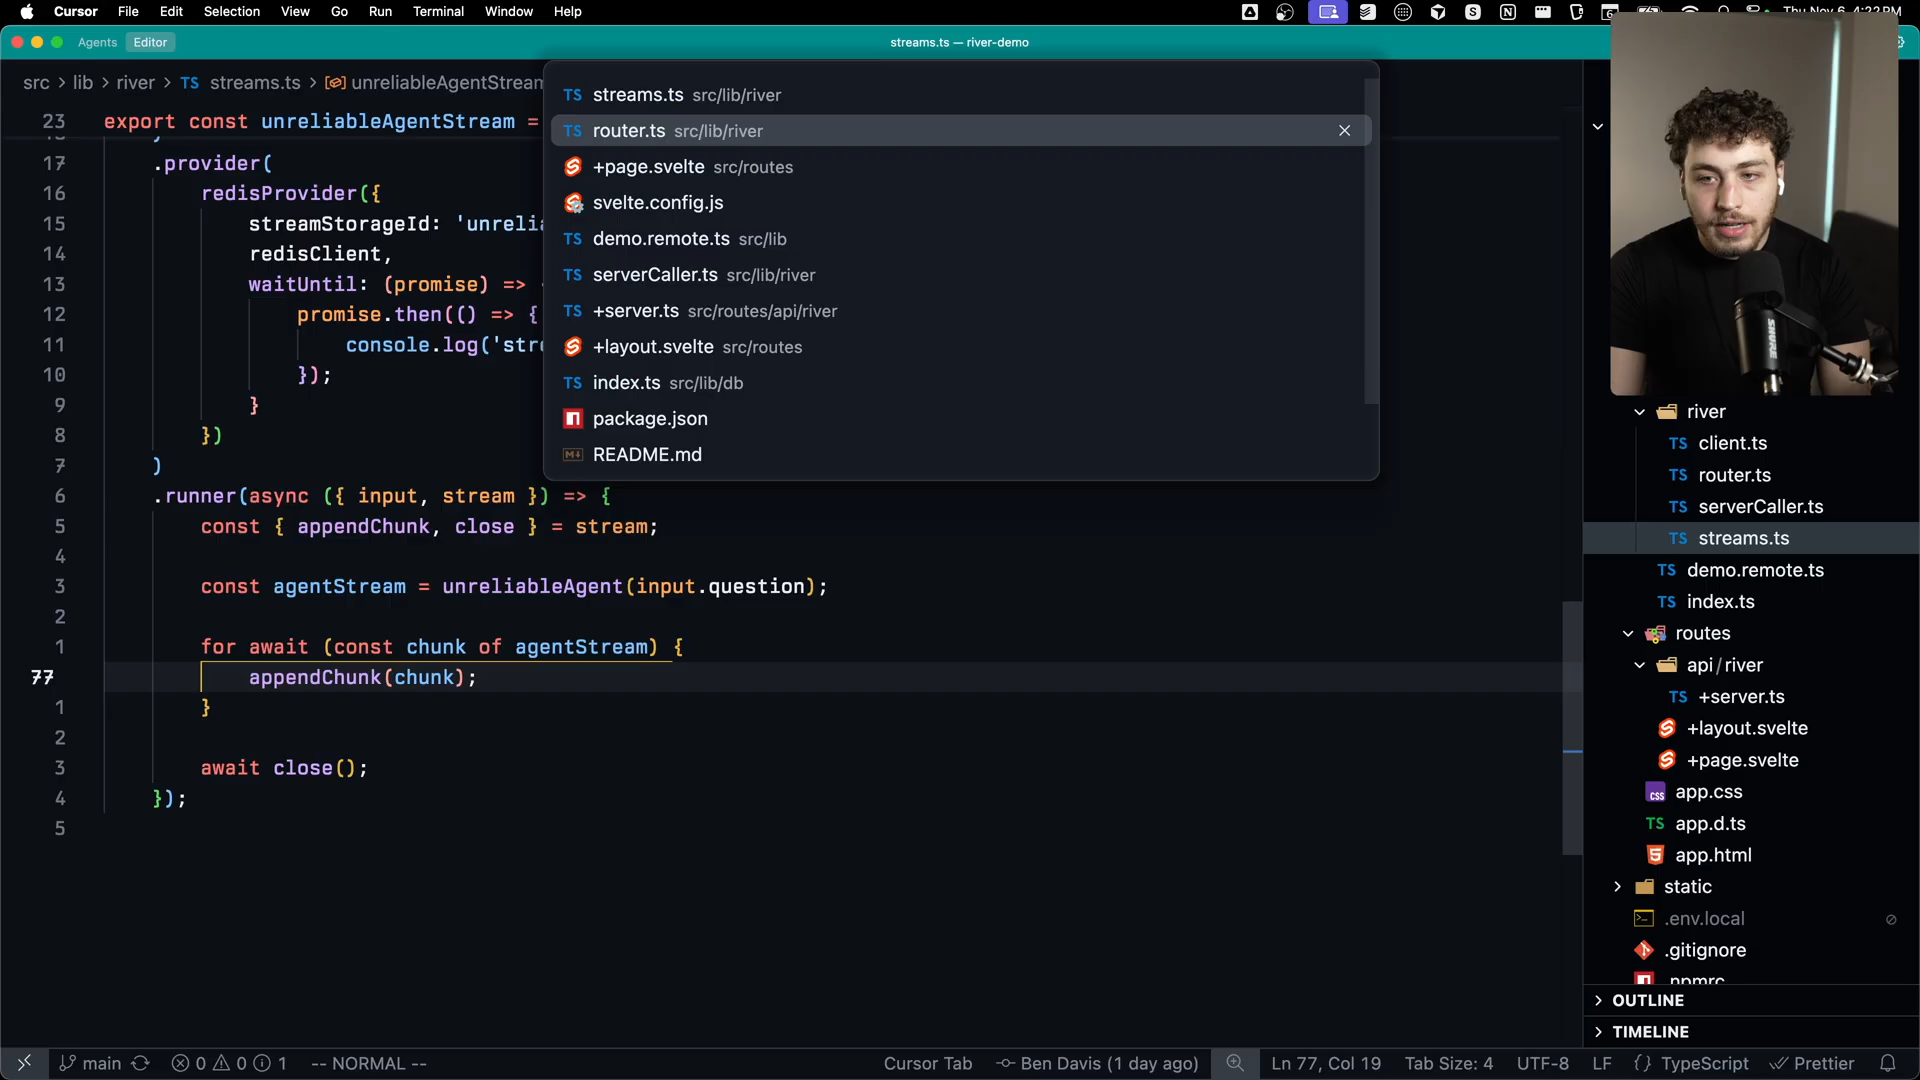 Cursor File Edit Selection View Go Run Terminal Window Help
Thu Nov 6 4:22 PM
Agents Editor
streams.ts — river-demo
src > lib > river > TS streams.ts > unreliableAgentStream
23 export const unreliableAgentStream =
17 .provider(
16 redisProvider({
15 streamStorageId: 'unreli
14 redisClient,
13 waitUntil: (promise) =>
12 promise.then(() => {
11 console.log('str
10 });
9 }
8 })
7 )
6 .runner(async ({ input, stream }) => {
5 const { appendChunk, close } = stream;
4
3 const agentStream = unreliableAgent(input.question);
2
1 for await (const chunk of agentStream) {
77 appendChunk(chunk);
1 }
2
3 await close();
4 });
5
TS streams.ts src/lib/river
TS router.ts src/lib/river
+page.svelte src/routes
svelte.config.js
TS demo.remote.ts src/lib
TS serverCaller.ts src/lib/river
TS +server.ts src/routes/api/river
+layout.svelte src/routes
TS index.ts src/lib/db
package.json
README.md
SHURE
river
TS client.ts
TS router.ts
TS serverCaller.ts
TS streams.ts
TS demo.remote.ts
TS index.ts
routes
api/river
TS +server.ts
+layout.svelte
+page.svelte
css app.css
TS app.d.ts
app.html
static
.env.local
.gitignore
.npmrc
OUTLINE
TIMELINE
main 0 0 1 -- NORMAL -- Cursor Tab Ben Davis (1 day ago) Ln 77, Col 19 Tab Size: 4 UTF-8 LF {} TypeScript Prettier